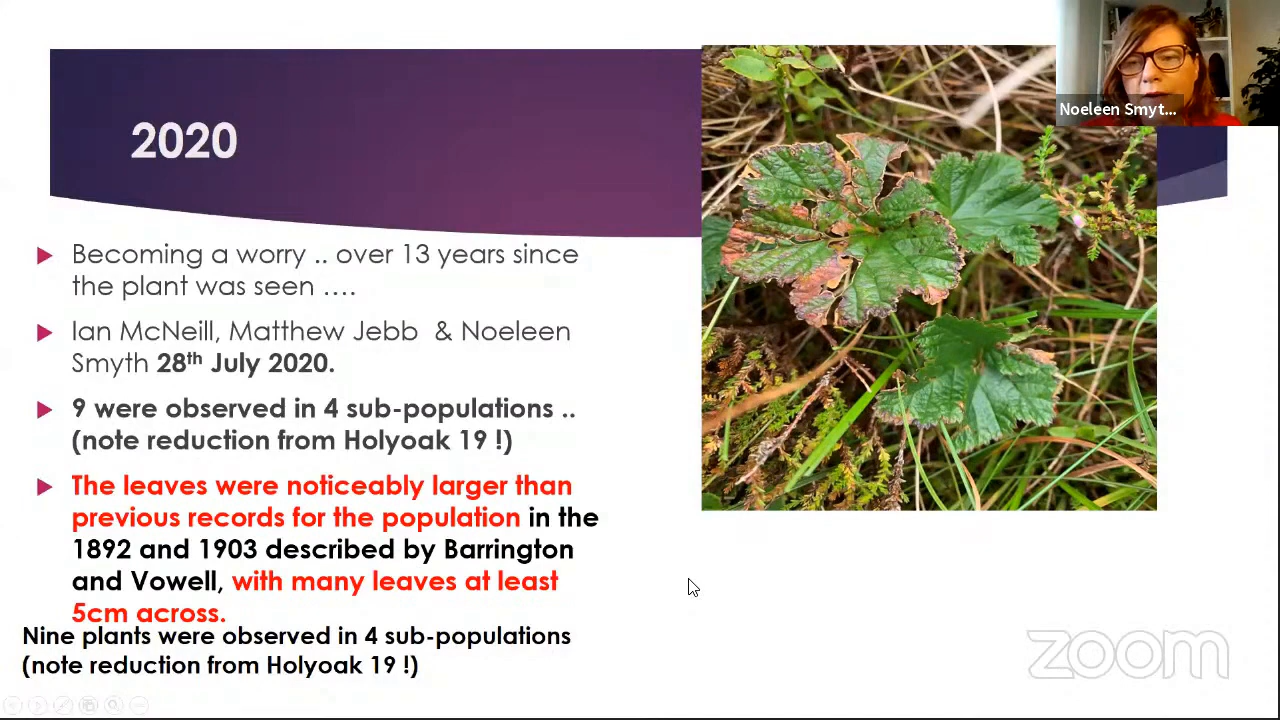 Noeleen Smyt...
2020
Becoming a worry .. over 13 years since
the plant was seen ....
Ian McNeill, Matthew Jebb & Noeleen
Smyth 28th July 2020.
9 were observed in 4 sub-populations ..
(note reduction from Holyoak 19 !)
The leaves were noticeably larger than
previous records for the population in the
1892 and 1903 described by Barrington
and Vowell, with many leaves at least
5cm across.
Nine plants were observed in 4 sub-populations
(note reduction from Holyoak 19 !)
zoom